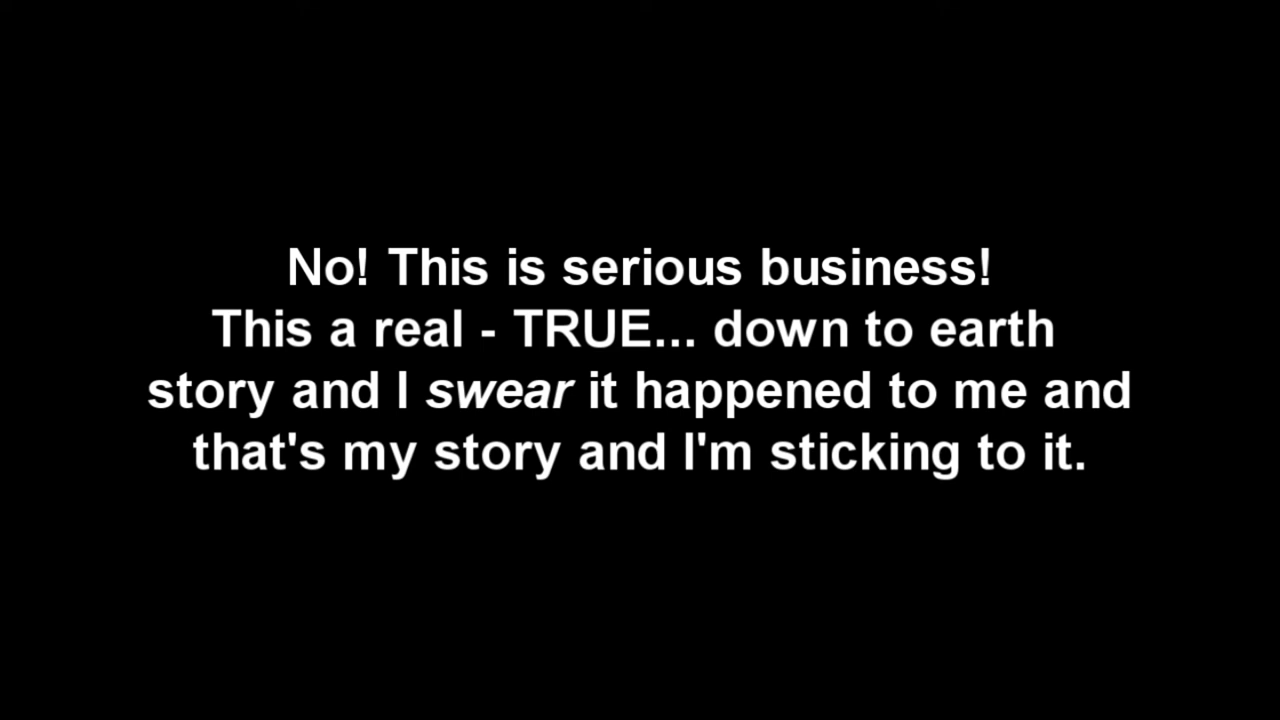 No! This is serious business!
This a real - TRUE... down to earth
story and I swear it happened to me and
that's my story and I'm sticking to it.